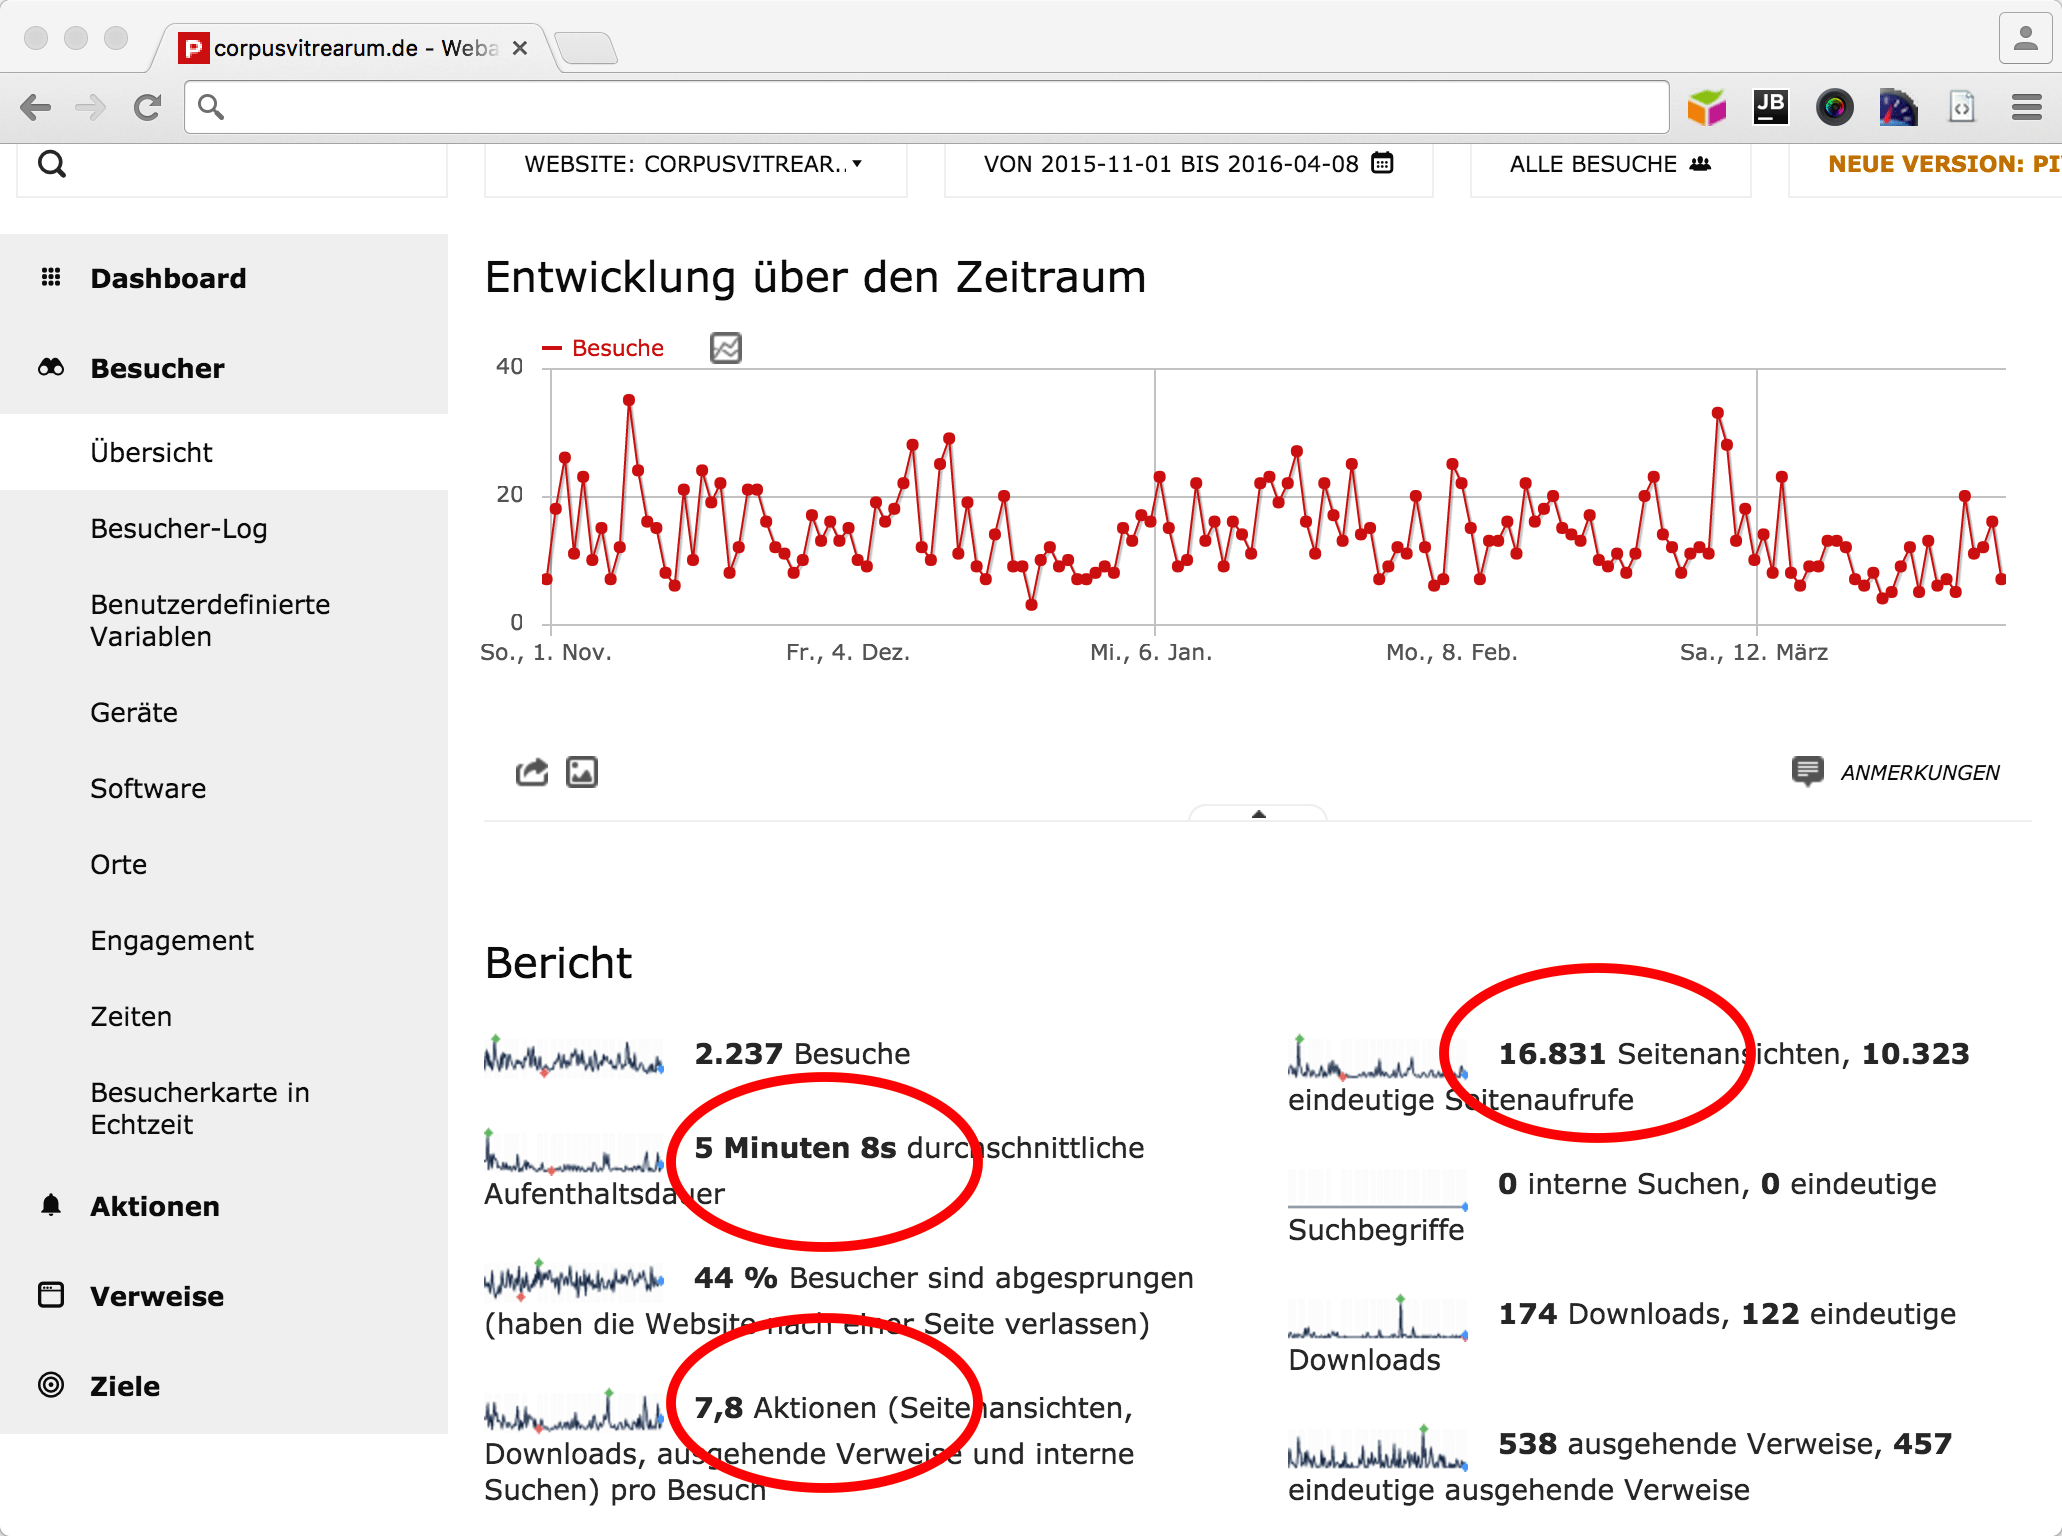 corpusvitrearum.de - Weba
JB
WEBSITE: CORPUSVITREAR..
VON 2015-11-01 BIS 2016-04-08
ALLE BESUCHE
NEUE VERSION: PI
Dashboard
Besucher
Übersicht
Besucher-Log
Benutzerdefinierte
Variablen
Geräte
Software
Orte
Engagement
Zeiten
Besucherkarte in
Echtzeit
Aktionen
Verweise
Ziele
Entwicklung über den Zeitraum
Besuche
40
20
0
So., 1. Nov.
Fr., 4. Dez.
Mi., 6. Jan.
Mo., 8. Feb.
Sa., 12. März
ANMERKUNGEN
Bericht
2.237 Besuche
5 Minuten 8s durchschnittliche
Aufenthaltsdauer
44 % Besucher sind abgesprungen
(haben die Website nach einer Seite verlassen)
7,8 Aktionen (Seitenansichten,
Downloads, ausgehende Verweise und interne
Suchen) pro Besuch
16.831 Seitenansichten, 10.323
eindeutige Seitenaufrufe
0 interne Suchen, 0 eindeutige
Suchbegriffe
174 Downloads, 122 eindeutige
Downloads
538 ausgehende Verweise, 457
eindeutige ausgehende Verweise